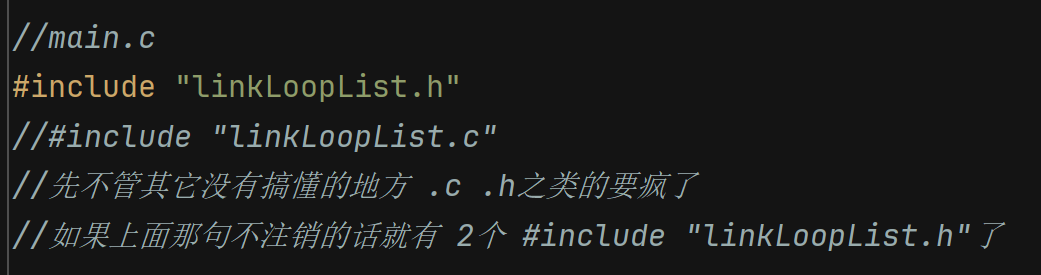 //main.c
#include "linkLoopList.h"
//#include "linkLoopList.c"
//先不管其它没有搞懂的地方 .c .h之类的要疯了
//如果上面那句不注销的话就有 2个 #include "linkLoopList.h"了